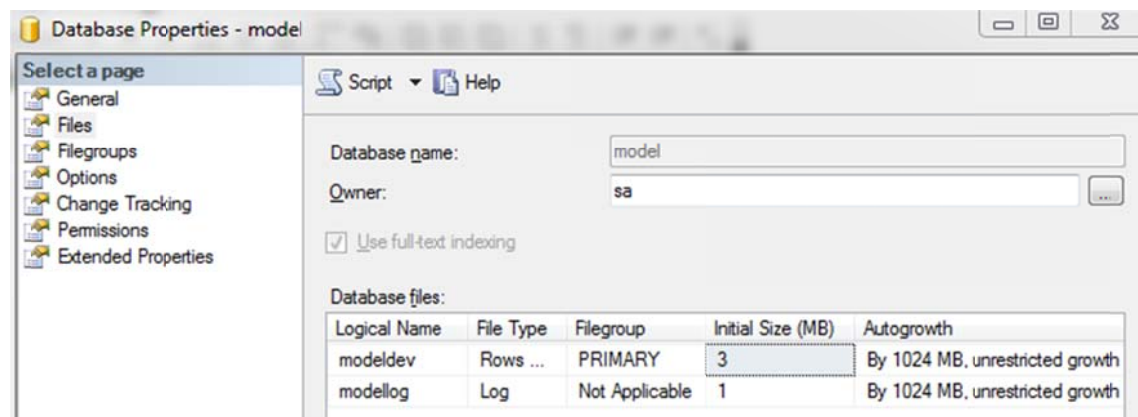 Database Properties - model
Select a page
General
Files
Filegroups
Options
Change Tracking
Permissions
Extended Properties
Script Help
Database name: model
Owner: sa ...
Use full-text indexing
Database files:
Logical Name File Type Filegroup Initial Size (MB) Autogrowth
modeldev Rows ... PRIMARY 3 By 1024 MB, unrestricted growth
modellog Log Not Applicable 1 By 1024 MB, unrestricted growth